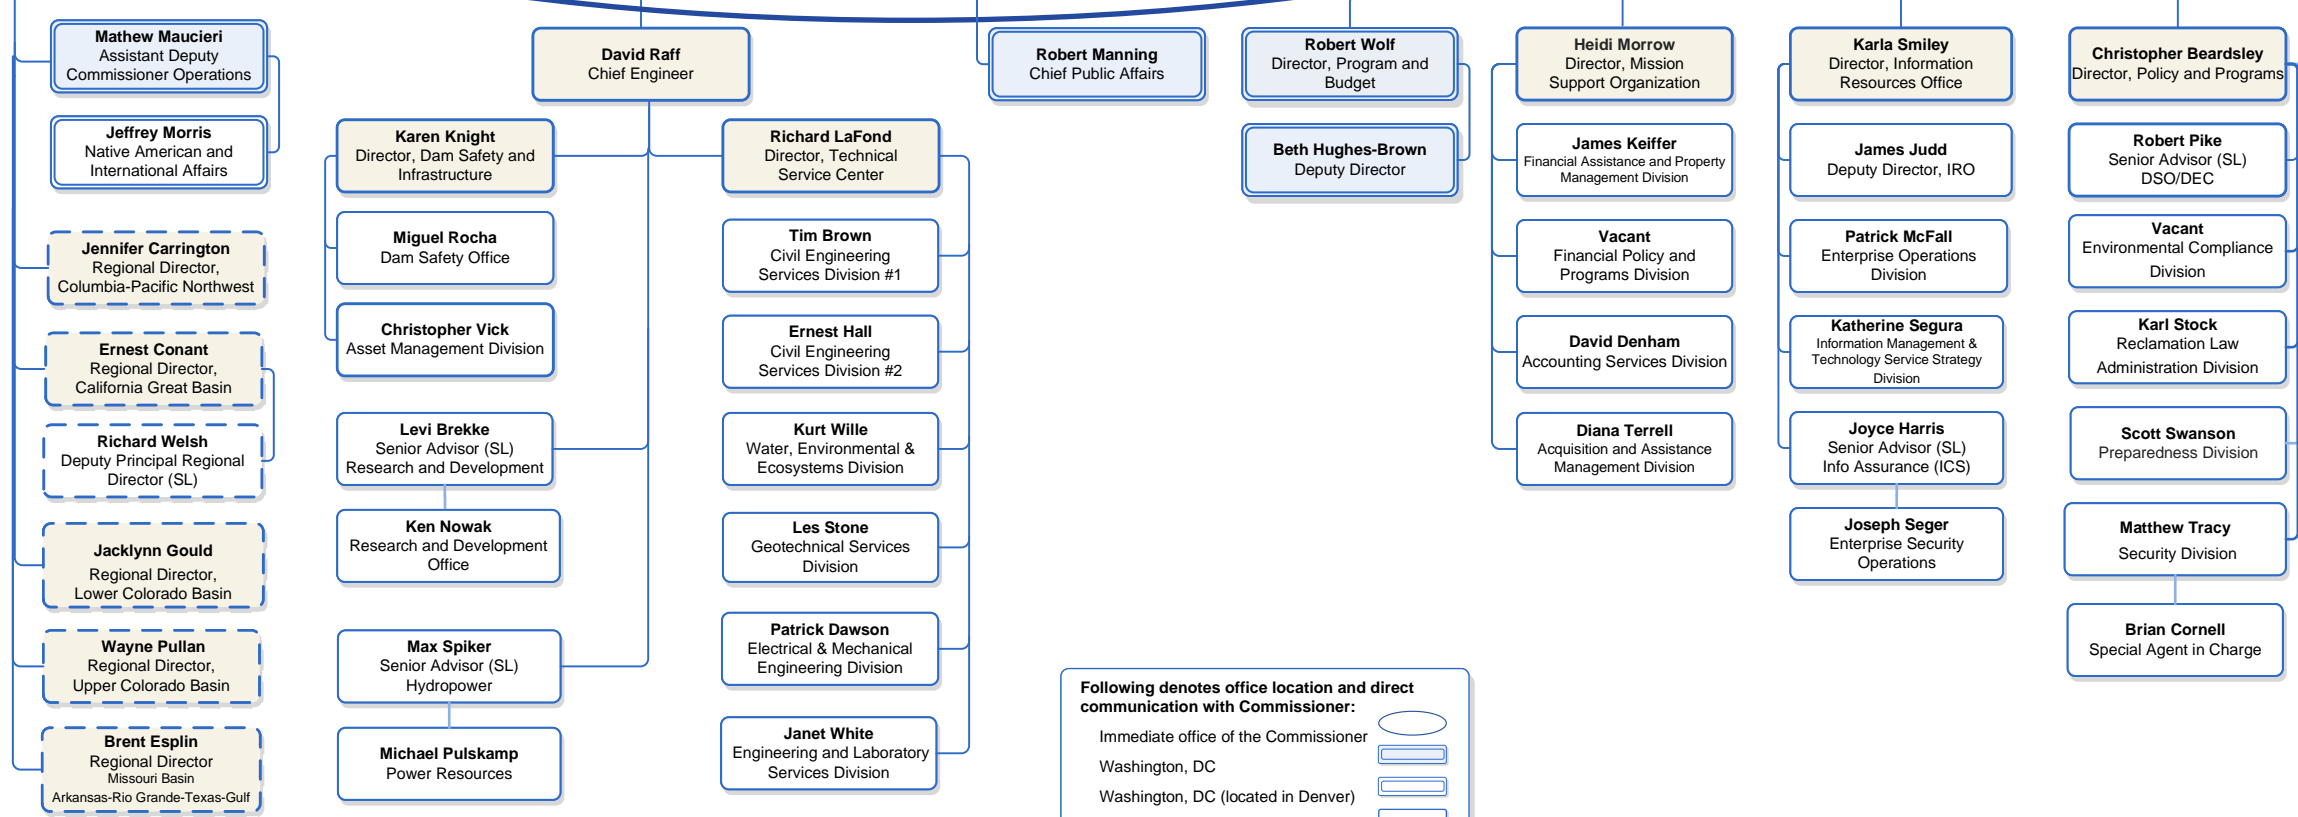 Mathew Maucieri
Assistant Deputy
Commissioner Operations
Jeffrey Morris
Native American and
International Affairs
Jennifer Carrington
Regional Director,
Columbia-Pacific Northwest
Ernest Conant
Regional Director,
California Great Basin
Richard Welsh
Deputy Principal Regional
Director (SL)
Jacklynn Gould
Regional Director,
Lower Colorado Basin
Wayne Pullan
Regional Director,
Upper Colorado Basin
Brent Esplin
Regional Director
Missouri Basin
Arkansas-Rio Grande-Texas-Gulf
David Raff
Chief Engineer
Karen Knight
Director, Dam Safety and
Infrastructure
Miguel Rocha
Dam Safety Office
Christopher Vick
Asset Management Division
Levi Brekke
Senior Advisor (SL)
Research and Development
Ken Nowak
Research and Development
Office
Max Spiker
Senior Advisor (SL)
Hydropower
Michael Pulskamp
Power Resources
Richard LaFond
Director, Technical
Service Center
Tim Brown
Civil Engineering
Services Division #1
Ernest Hall
Civil Engineering
Services Division #2
Kurt Wille
Water, Environmental &
Ecosystems Division
Les Stone
Geotechnical Services
Division
Patrick Dawson
Electrical & Mechanical
Engineering Division
Janet White
Engineering and Laboratory
Services Division
Robert Manning
Chief Public Affairs
Robert Wolf
Director, Program and
Budget
Beth Hughes-Brown
Deputy Director
Heidi Morrow
Director, Mission
Support Organization
James Keiffer
Financial Assistance and Property
Management Division
Vacant
Financial Policy and
Programs Division
David Denham
Accounting Services Division
Diana Terrell
Acquisition and Assistance
Management Division
Karla Smiley
Director, Information
Resources Office
James Judd
Deputy Director, IRO
Patrick McFall
Enterprise Operations
Division
Katherine Segura
Information Management &
Technology Service Strategy
Division
Joyce Harris
Senior Advisor (SL)
Info Assurance (ICS)
Joseph Seger
Enterprise Security
Operations
Christopher Beardsley
Director, Policy and Programs
Robert Pike
Senior Advisor (SL)
DSO/DEC
Vacant
Environmental Compliance
Division
Karl Stock
Reclamation Law
Administration Division
Scott Swanson
Preparedness Division
Matthew Tracy
Security Division
Brian Cornell
Special Agent in Charge
Following denotes office location and direct
communication with Commissioner:
Immediate office of the Commissioner
Washington, DC
Washington, DC (located in Denver)